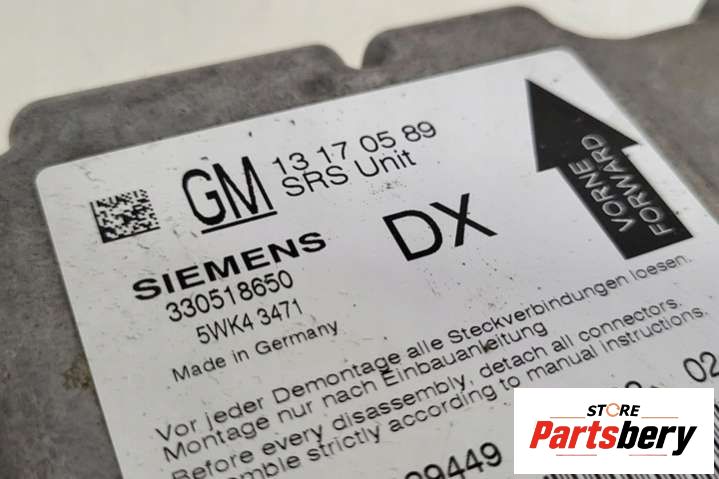 GM 13 17 05 89
SRS Unit
DX
VORNE
FORWARD
SIEMENS
330518650
5WK4 3471
Made in Germany
Vor jeder Demontage alle Steckverbindungen loesen.
Montage nur nach Einbauanleitung
Before every disassembly, detach all connectors.
strictly according to manual instructions.
02
99449
STORE
Partsbery